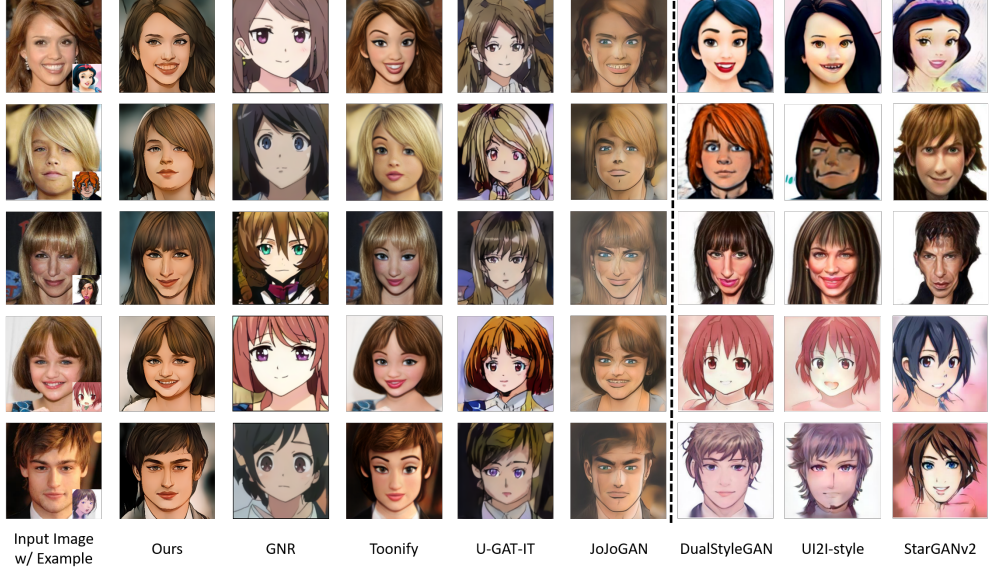 Input Image
w/ Example
Ours
GNR
Toonify
U-GAT-IT
JoJoGAN
DualStyleGAN
UI2I-style
StarGANv2